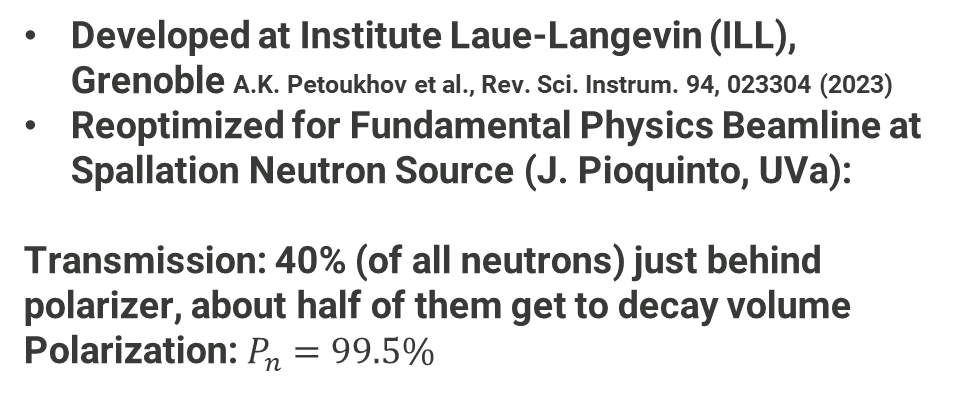 • Developed at Institute Laue-Langevin (ILL),
Grenoble A.K. Petoukhov et al., Rev. Sci. Instrum. 94, 023304 (2023)
• Reoptimized for Fundamental Physics Beamline at
Spallation Neutron Source (J. Pioquinto, UVa):
Transmission: 40% (of all neutrons) just behind
polarizer, about half of them get to decay volume
Polarization: Pₙ = 99.5%